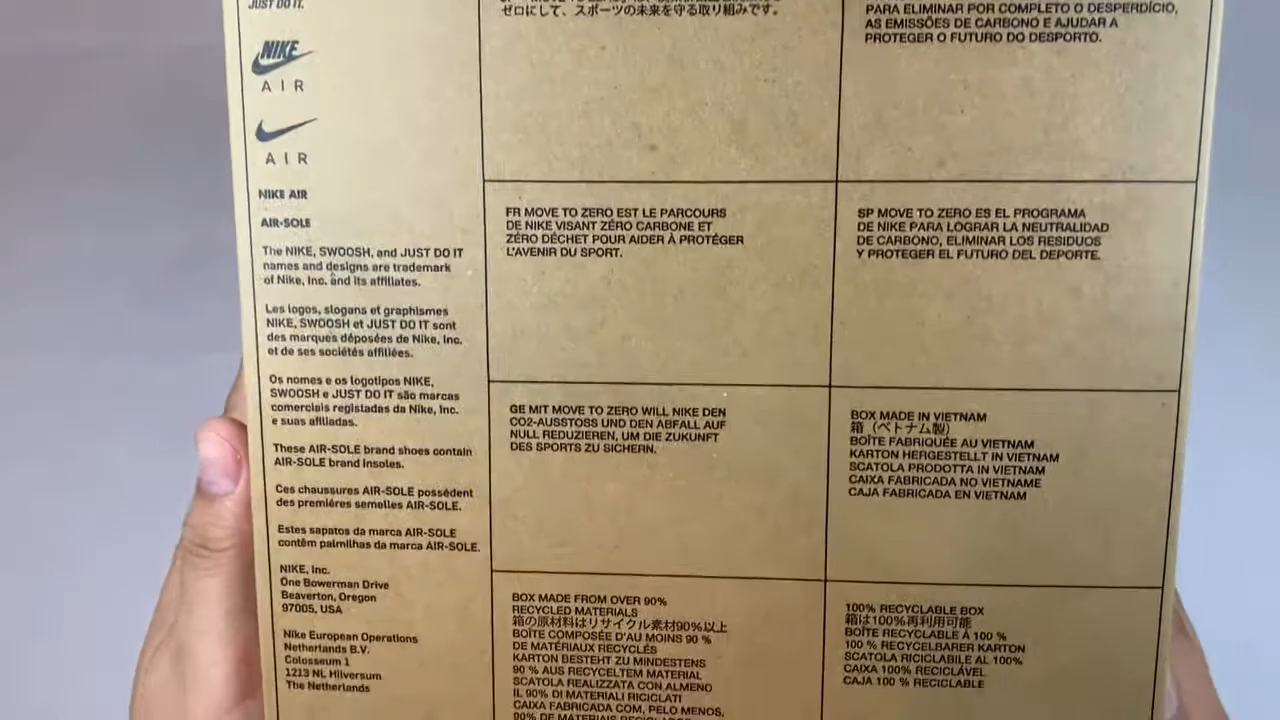 JUST DO IT.
NIKE
AIR
AIR
NIKE AIR
AIR-SOLE
The NIKE, SWOOSH, and JUST DO IT
names and designs are trademark
of Nike, Inc. and its affiliates.
Les logos, slogans et graphismes
NIKE, SWOOSH et JUST DO IT sont
des marques déposées de Nike, Inc.
et de ses sociétés affiliées.
Os nomes e os logotipos NIKE,
SWOOSH e JUST DO IT são marcas
comerciais registadas da Nike, Inc.
e suas afiliadas.
These AIR-SOLE brand shoes contain
AIR-SOLE brand insoles.
Ces chaussures AIR-SOLE possèdent
des premières semelles AIR-SOLE.
Estes sapatos da marca AIR-SOLE
contêm palmilhas da marca AIR-SOLE.
NIKE, Inc.
One Bowerman Drive
Beaverton, Oregon
97005, USA
Nike European Operations
Netherlands B.V.
Colosseum 1
1213 NL Hilversum
The Netherlands
ゼロにして、スポーツの未来を守る取り組みです。
PARA ELIMINAR POR COMPLETO O DESPERDÍCIO,
AS EMISSÕES DE CARBONO E AJUDAR A
PROTEGER O FUTURO DO DESPORTO.
FR MOVE TO ZERO EST LE PARCOURS
DE NIKE VISANT ZÉRO CARBONE ET
ZÉRO DÉCHET POUR AIDER À PROTÉGER
L'AVENIR DU SPORT.
SP MOVE TO ZERO ES EL PROGRAMA
DE NIKE PARA LOGRAR LA NEUTRALIDAD
DE CARBONO, ELIMINAR LOS RESIDUOS
Y PROTEGER EL FUTURO DEL DEPORTE.
GE MIT MOVE TO ZERO WILL NIKE DEN
CO2-AUSSTOSS UND DEN ABFALL AUF
NULL REDUZIEREN, UM DIE ZUKUNFT
DES SPORTS ZU SICHERN.
BOX MADE IN VIETNAM
箱（ベトナム製）
BOÎTE FABRIQUÉE AU VIETNAM
KARTON HERGESTELLT IN VIETNAM
SCATOLA PRODOTTA IN VIETNAM
CAIXA FABRICADA NO VIETNAME
CAJA FABRICADA EN VIETNAM
BOX MADE FROM OVER 90%
RECYCLED MATERIALS
箱の原材料はリサイクル素材90%以上
BOÎTE COMPOSÉE D'AU MOINS 90 %
DE MATÉRIAUX RECYCLÉS
KARTON BESTEHT ZU MINDESTENS
90 % AUS RECYCELTEM MATERIAL
SCATOLA REALIZZATA CON ALMENO
IL 90% DI MATERIALI RICICLATI
CAIXA FABRICADA COM, PELO MENOS,
90% DE MATERIAIS RECICLADOS
100% RECYCLABLE BOX
箱は100%再利用可能
BOÎTE RECYCLABLE À 100 %
100 % RECYCELBARER KARTON
SCATOLA RICICLABILE AL 100%
CAIXA 100% RECICLÁVEL
CAJA 100 % RECICLABLE